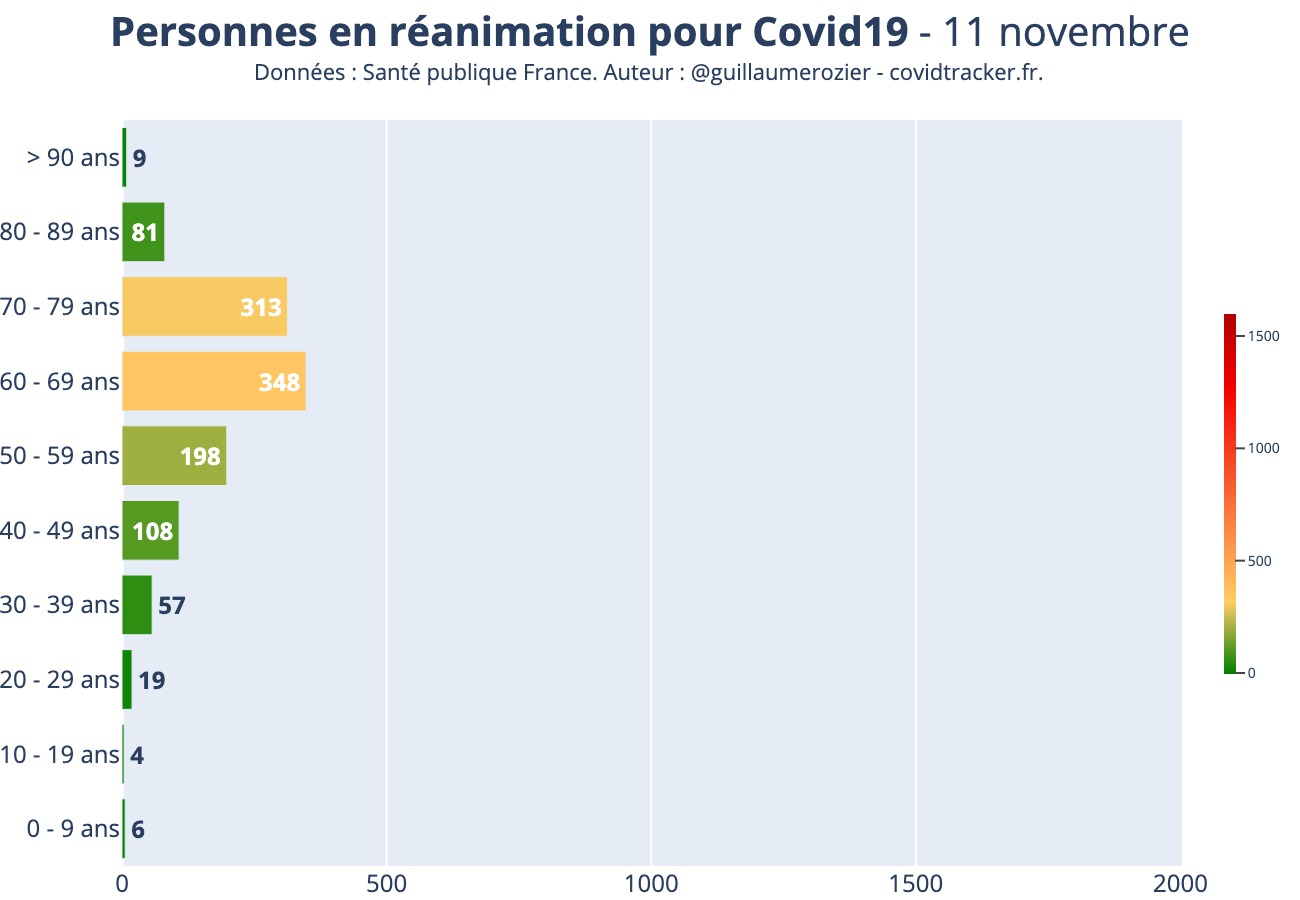 Personnes en réanimation pour Covid19 - 11 novembre
Données : Santé publique France. Auteur : @guillaumerozier - covidtracker.fr.
> 90 ans 9
80 - 89 ans 81
70 - 79 ans 313
60 - 69 ans 348
50 - 59 ans 198
40 - 49 ans 108
30 - 39 ans 57
20 - 29 ans 19
10 - 19 ans 4
0 - 9 ans 6
0 500 1000 1500 2000
1500
1000
500
0